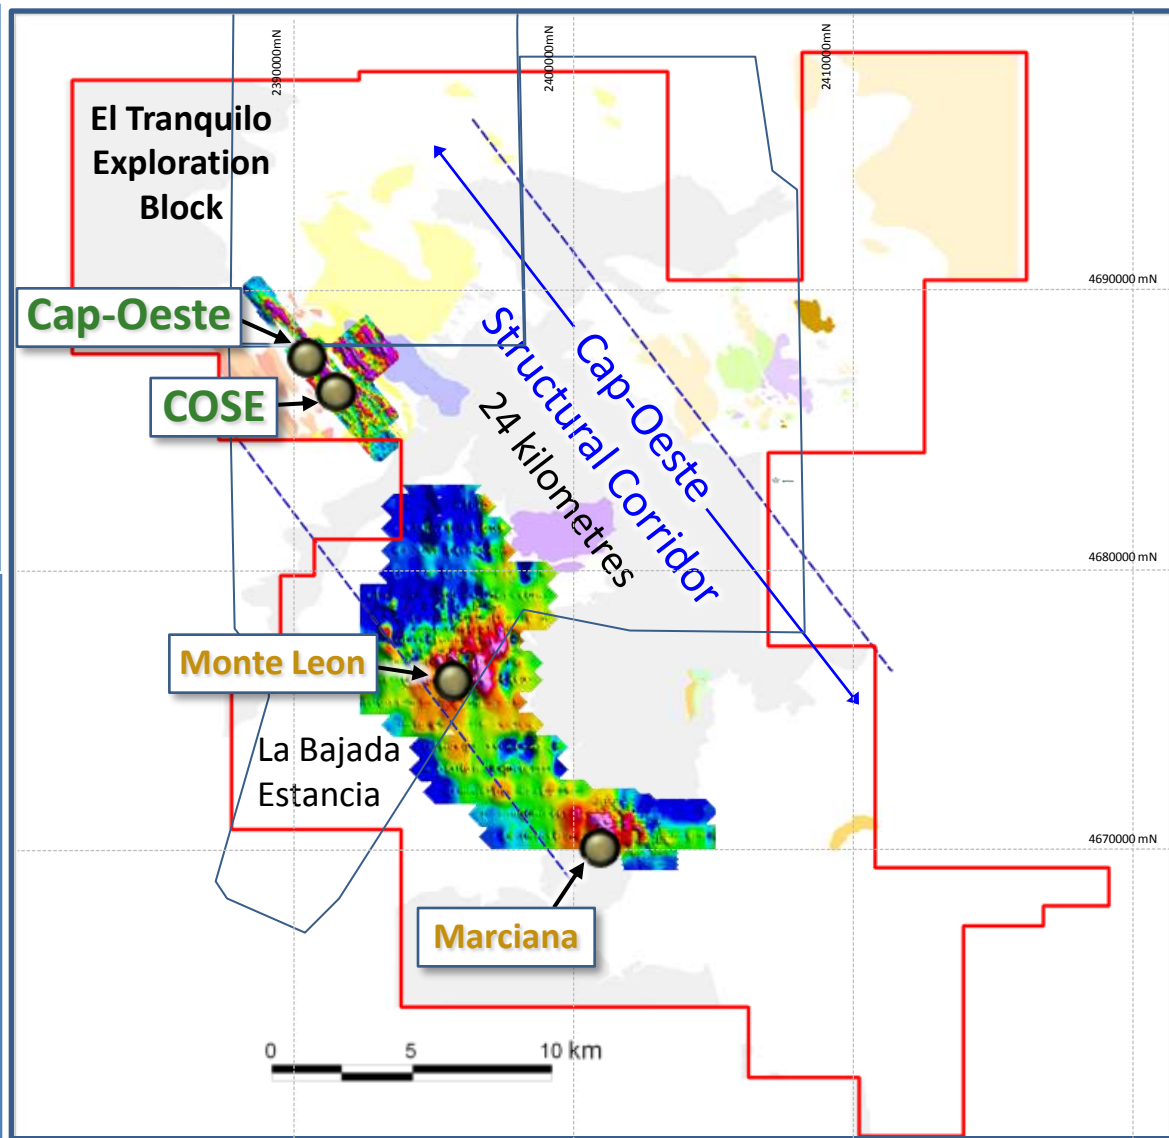 2390000mN
2400000mN
2410000mN
El Tranquilo
Exploration
Block
4690000 mN
Cap-Oeste
COSE
Cap-Oeste
Structural Corridor
24 kilometres
4680000 mN
Monte Leon
La Bajada
Estancia
4670000 mN
Marciana
0 5 10 km